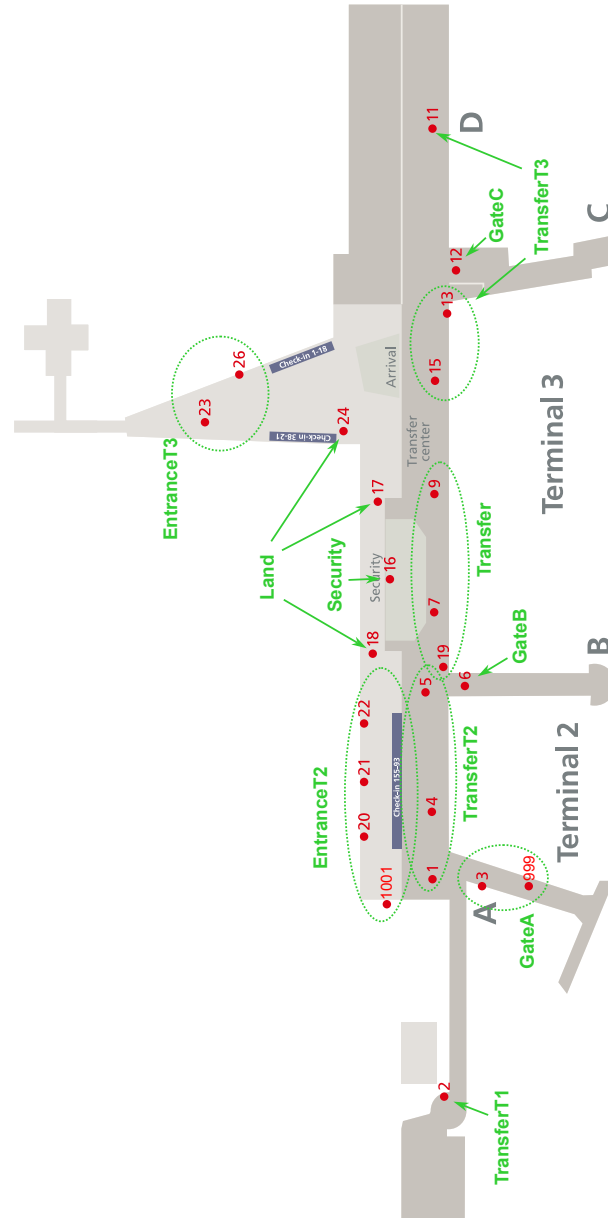 11
D
TransferT3
GateC
12
C
13
Check-in 1-18
26
Arrival
15
23
EntranceT3
24
Check-in 38-21
Transfer
center
Terminal 3
17
9
Land
Security
16
Security
Transfer
7
18
19
GateB
6
B
5
22
EntranceT2
21
20
Check-in 155-93
TransferT2
4
Terminal 2
1001
1
3
999
A
GateA
2
TransferT1